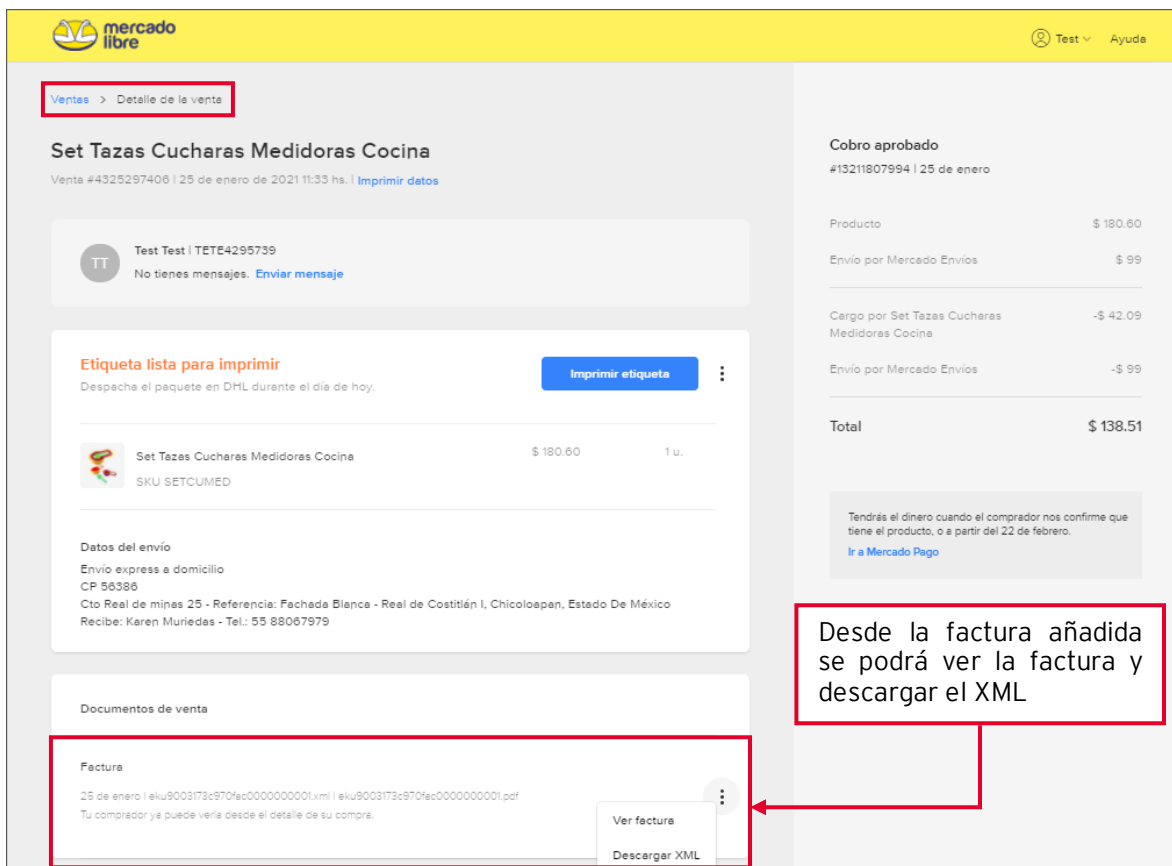 mercado
libre
Test Ayuda
Ventas > Detalle de la venta
Set Tazas Cucharas Medidoras Cocina
Venta #4325297406 | 25 de enero de 2021 11:33 hs. | Imprimir datos
TT
Test Test | TETE4295739
No tienes mensajes. Enviar mensaje
Etiqueta lista para imprimir
Despacha el paquete en DHL durante el día de hoy.
Imprimir etiqueta
Set Tazas Cucharas Medidoras Cocina $ 180.60 1 u.
SKU SETCUMED
Datos del envío
Envío express a domicilio
CP 56386
Cto Real de minas 25 - Referencia: Fachada Blanca - Real de Costitlán I, Chicoloapan, Estado De México
Recibe: Karen Muriedas - Tel.: 55 88067979
Documentos de venta
Factura
25 de enero | eku9003173c970fac0000000001.xml | eku9003173c970fac0000000001.pdf
Tu comprador ya puede verla desde el detalle de su compra.
Ver factura
Descargar XML
Cobro aprobado
#13211807994 | 25 de enero
Producto $ 180.60
Envío por Mercado Envíos $ 99
Cargo por Set Tazas Cucharas -$ 42.09
Medidoras Cocina
Envío por Mercado Envíos -$ 99
Total $ 138.51
Tendrás el dinero cuando el comprador nos confirme que
tiene el producto, o a partir del 22 de febrero.
Ir a Mercado Pago
Desde la factura añadida
se podrá ver la factura y
descargar el XML